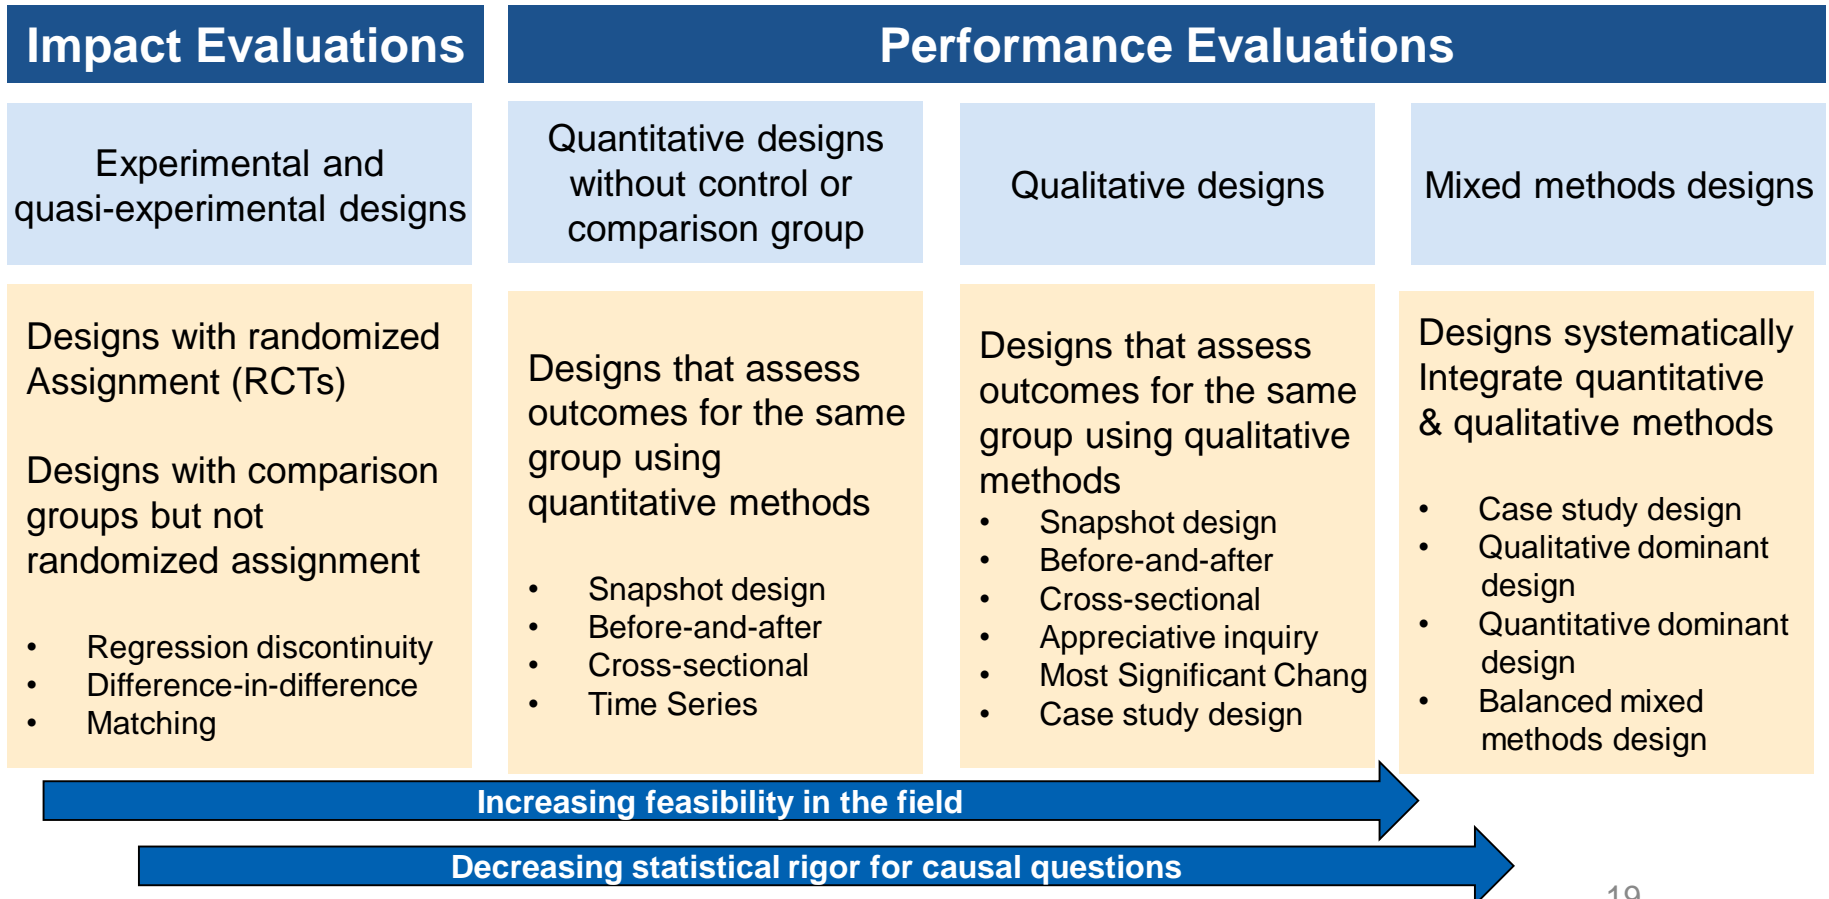 Impact Evaluations
Performance Evaluations
Experimental and
quasi-experimental designs
Quantitative designs
without control or
comparison group
Qualitative designs
Mixed methods designs
Designs with randomized
Assignment (RCTs)
Designs with comparison
groups but not
randomized assignment
• Regression discontinuity
• Difference-in-difference
• Matching
Designs that assess
outcomes for the same
group using
quantitative methods
• Snapshot design
• Before-and-after
• Cross-sectional
• Time Series
Designs that assess
outcomes for the same
group using qualitative
methods
• Snapshot design
• Before-and-after
• Cross-sectional
• Appreciative inquiry
• Most Significant Chang
• Case study design
Designs systematically
Integrate quantitative
& qualitative methods
• Case study design
• Qualitative dominant
design
• Quantitative dominant
design
• Balanced mixed
methods design
Increasing feasibility in the field
Decreasing statistical rigor for causal questions
19